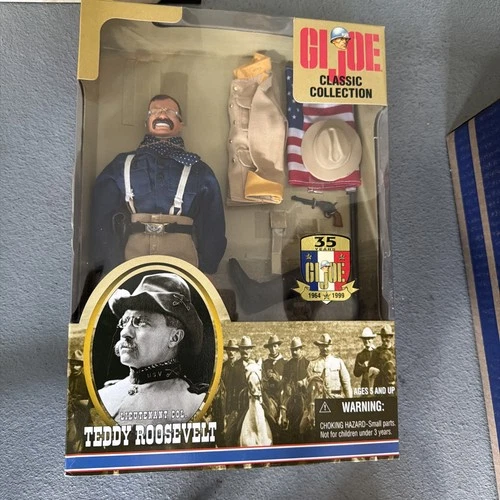 GI JOE
CLASSIC
COLLECTION
35
YEARS
GI JOE
1964 1999
LIEUTENANT COL.
TEDDY ROOSEVELT
AGES 5 AND UP
WARNING:
CHOKING HAZARD-Small parts.
Not for children under 3 years.